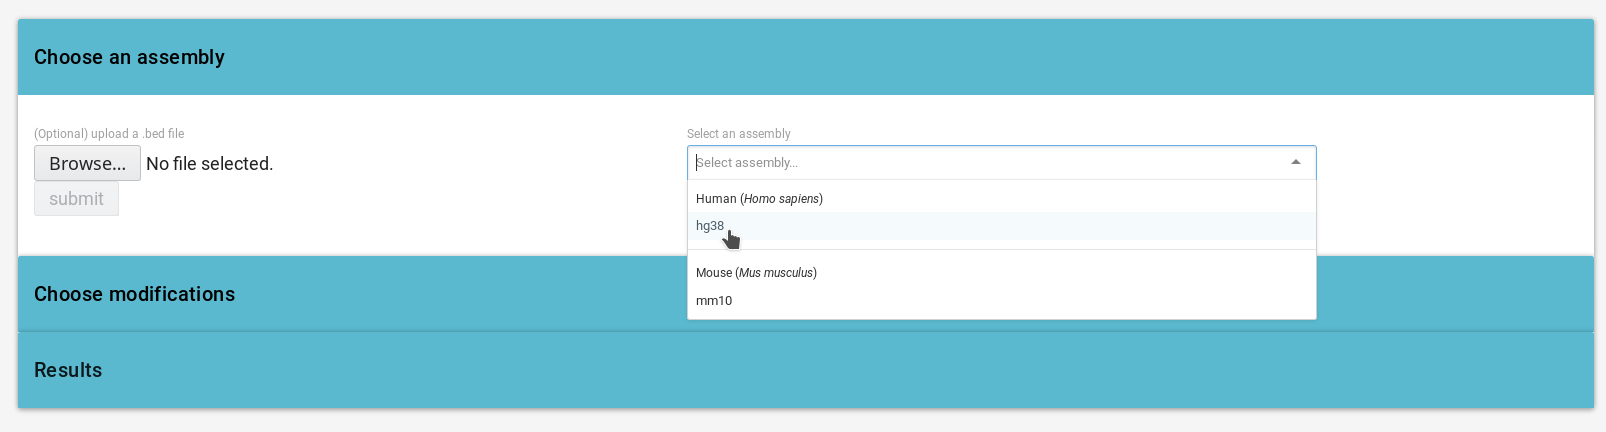 Choose an assembly
(Optional) upload a .bed file
Browse... No file selected.
submit
Select an assembly
Select assembly...
Human (Homo sapiens)
hg38
Mouse (Mus musculus)
mm10
Choose modifications
Results